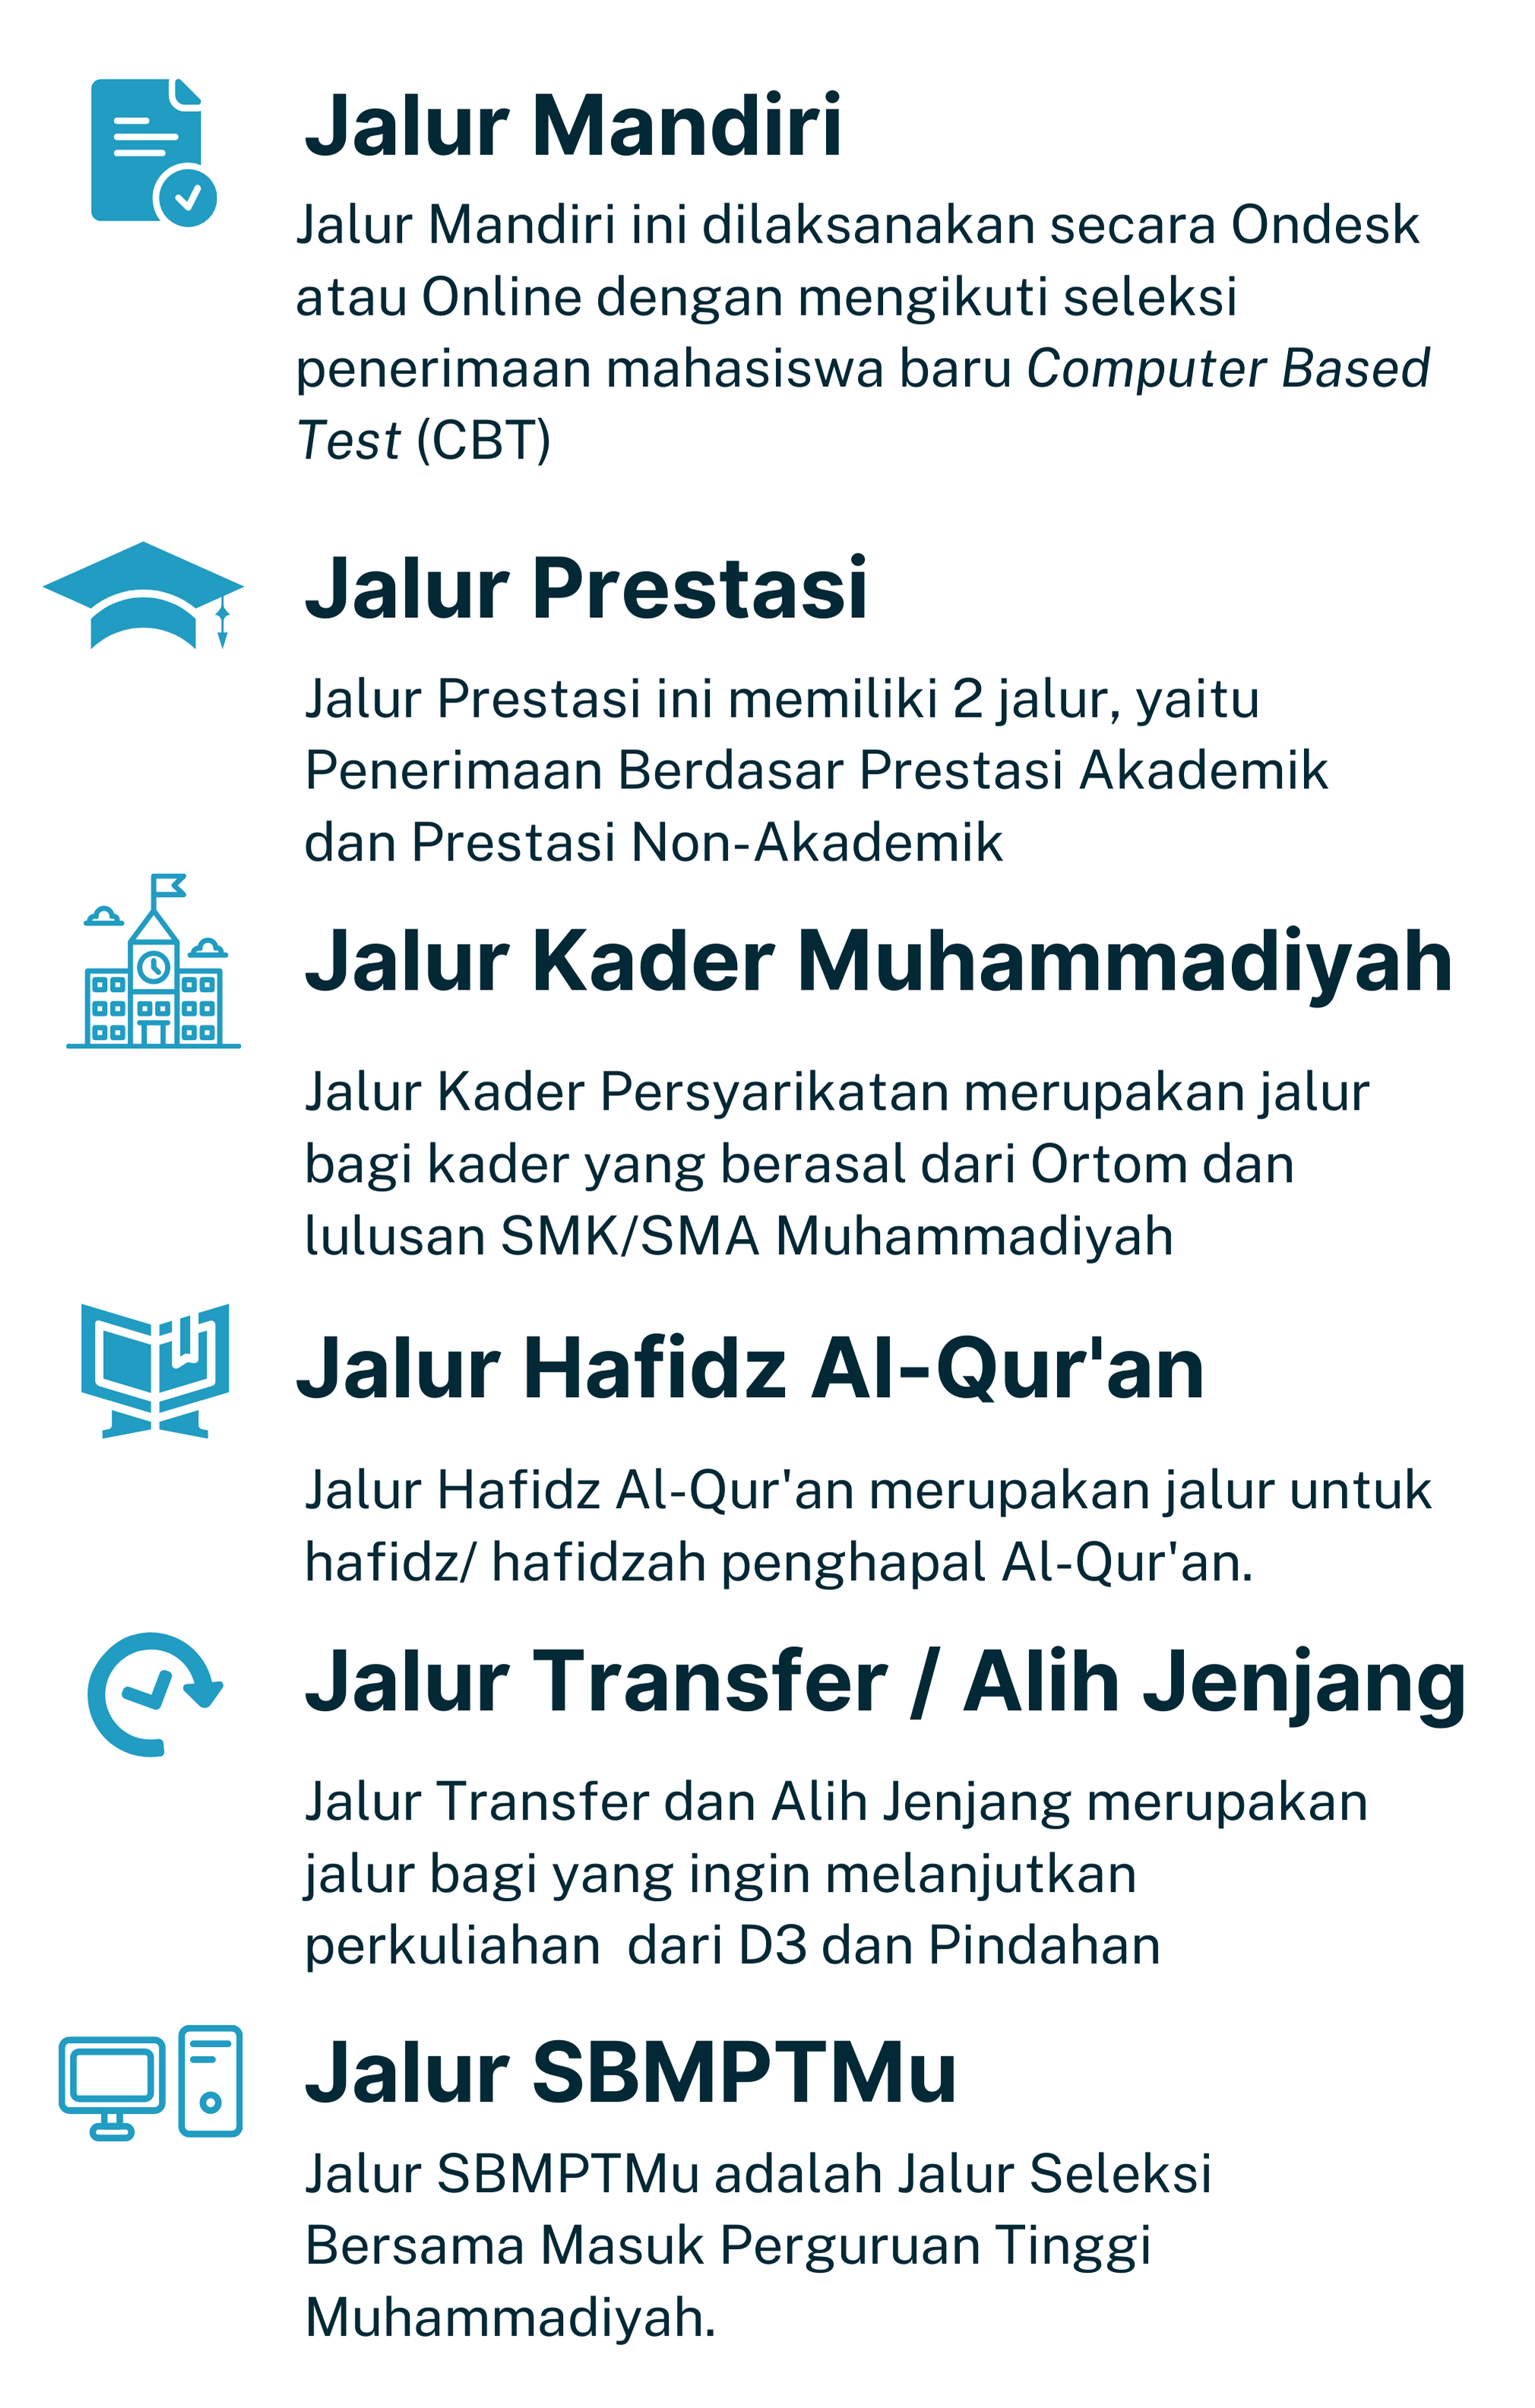 Jalur Mandiri
Jalur Mandiri ini dilaksanakan secara Ondesk
atau Online dengan mengikuti seleksi
penerimaan mahasiswa baru Computer Based
Test (CBT)
Jalur Prestasi
Jalur Prestasi ini memiliki 2 jalur, yaitu
Penerimaan Berdasar Prestasi Akademik
dan Prestasi Non-Akademik
Jalur Kader Muhammadiyah
Jalur Kader Persyarikatan merupakan jalur
bagi kader yang berasal dari Ortom dan
lulusan SMK/SMA Muhammadiyah
Jalur Hafidz Al-Qur'an
Jalur Hafidz Al-Qur'an merupakan jalur untuk
hafidz/ hafidzah penghapal Al-Qur'an.
Jalur Transfer / Alih Jenjang
Jalur Transfer dan Alih Jenjang merupakan
jalur bagi yang ingin melanjutkan
perkuliahan  dari D3 dan Pindahan
Jalur SBMPTMu
Jalur SBMPTMu adalah Jalur Seleksi
Bersama Masuk Perguruan Tinggi
Muhammadiyah.